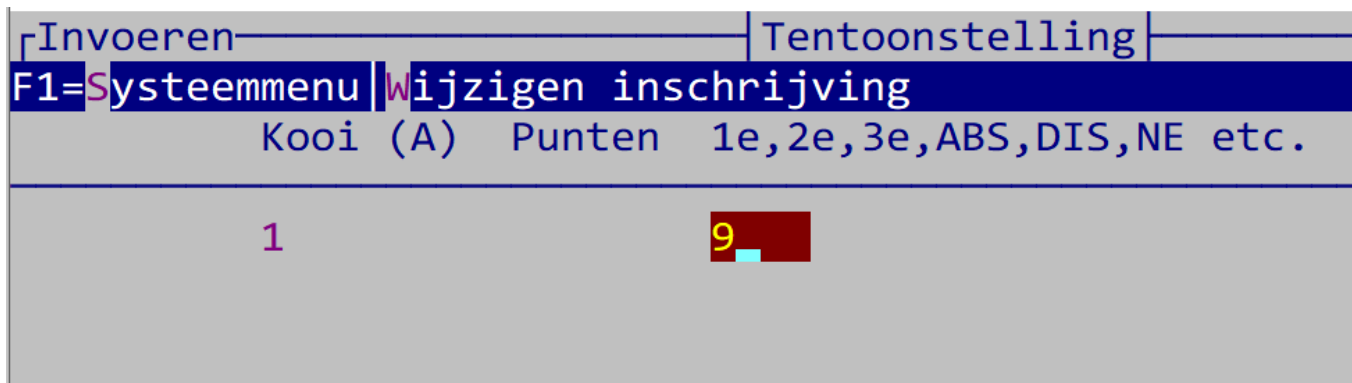 Invoeren Tentoonstelling
F1=Systeemmenu Wijzigen inschrijving
Kooi (A) Punten 1e,2e,3e,ABS,DIS,NE etc.
1 9